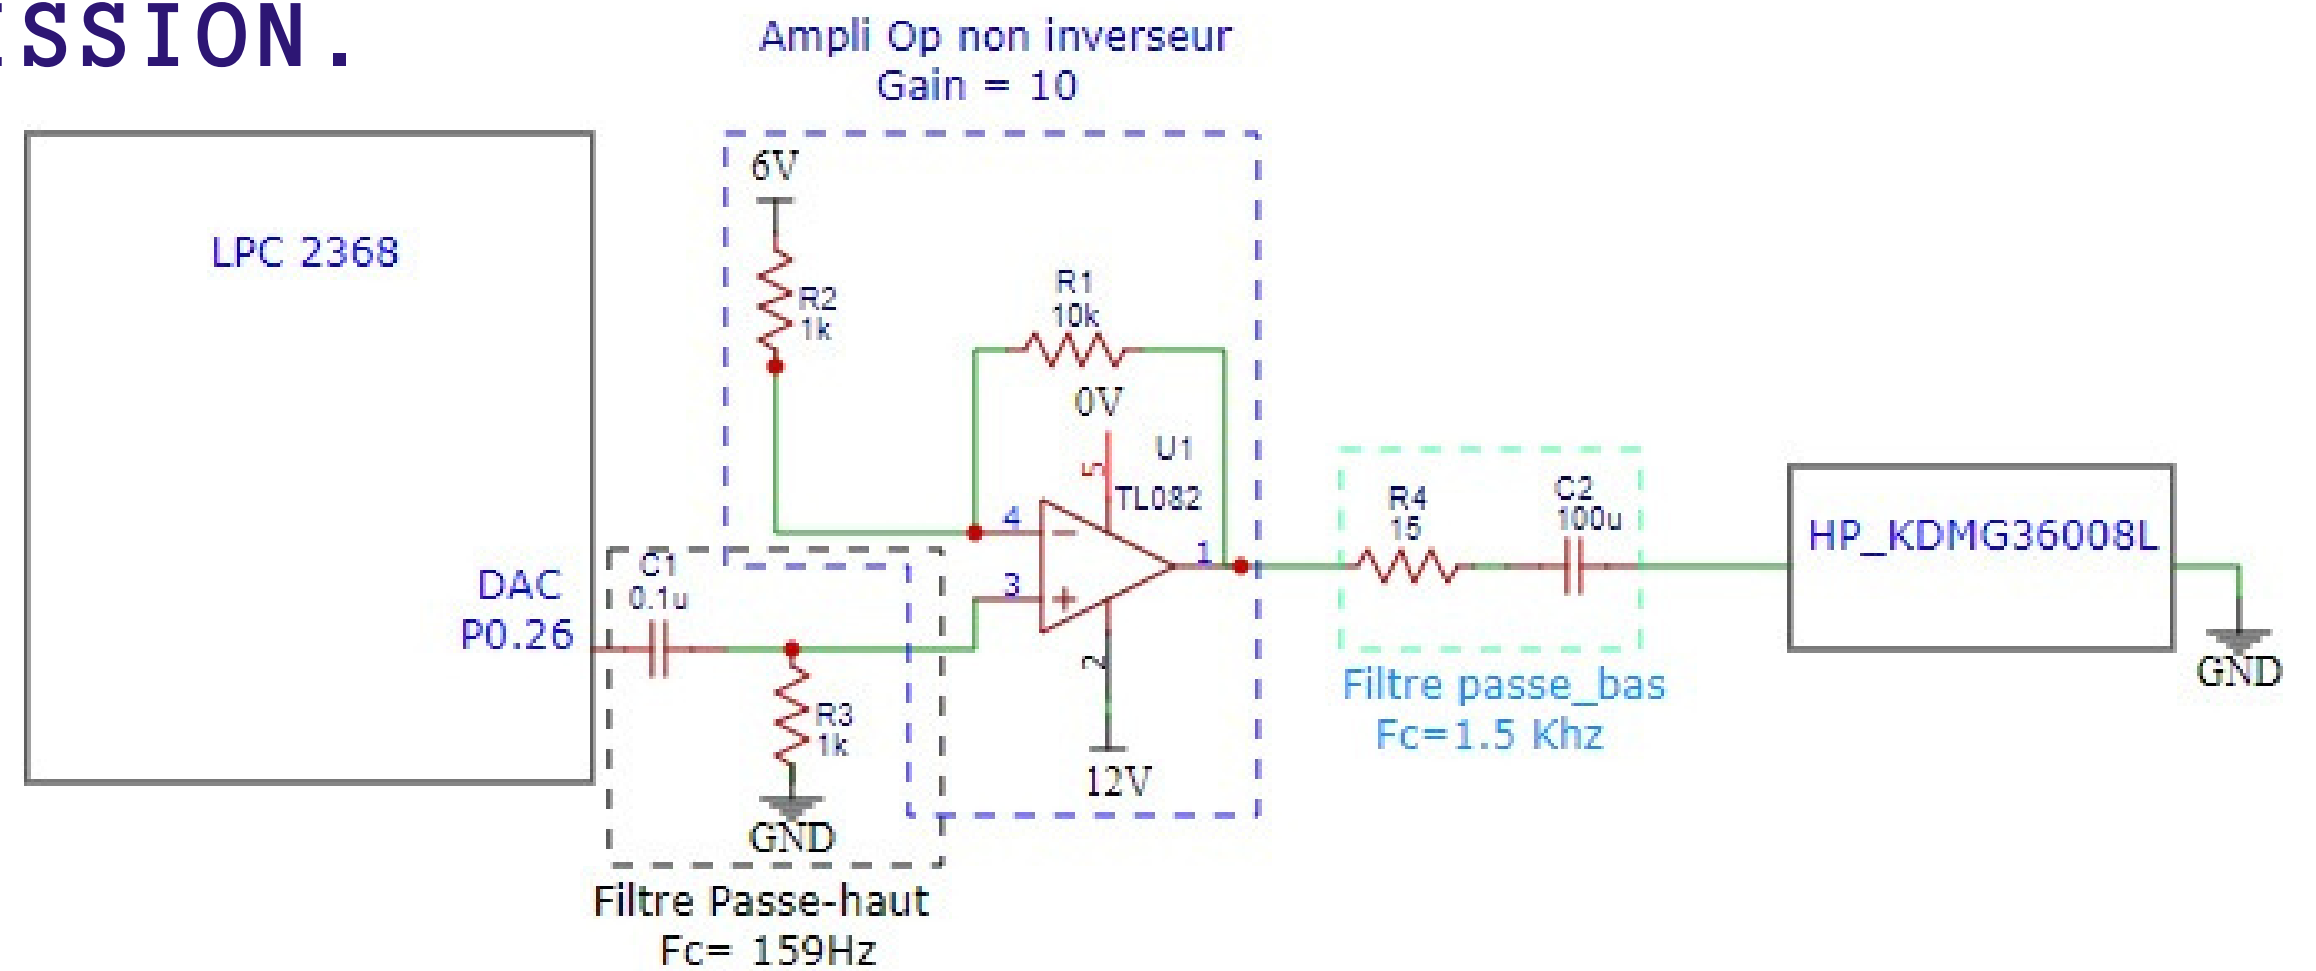 ISSION.
Ampli Op non inverseur
Gain = 10
6V
LPC 2368
R2
1k
R1
10k
0V
5
U1
TL082
4
3
1
2
12V
DAC
P0.26
C1
0.1u
R3
1k
GND
Filtre Passe-haut
Fc= 159Hz
R4
15
C2
100u
Filtre passe_bas
Fc=1.5 Khz
HP_KDMG36008L
GND